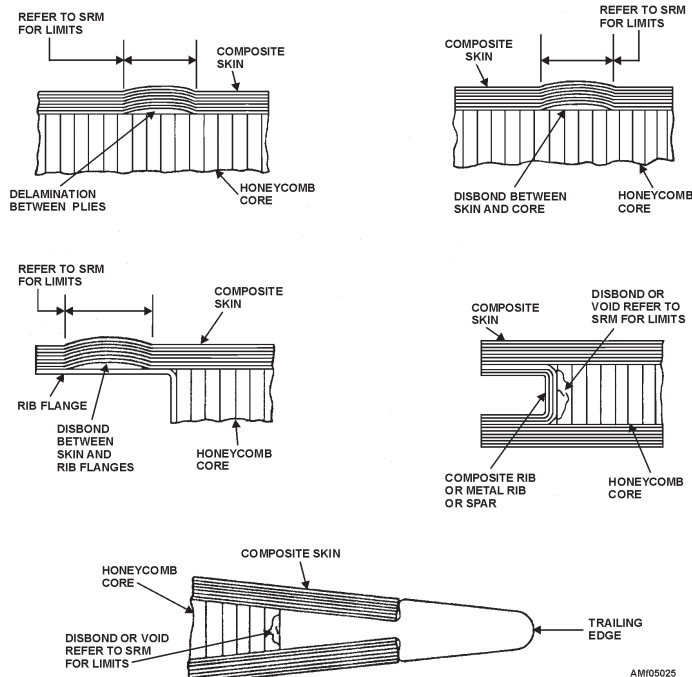 REFER TO SRM
FOR LIMITS
COMPOSITE
SKIN
DELAMINATION
BETWEEN PLIES
HONEYCOMB
CORE
REFER TO SRM
FOR LIMITS
COMPOSITE
SKIN
DISBOND BETWEEN
SKIN AND CORE
HONEYCOMB
CORE
REFER TO SRM
FOR LIMITS
COMPOSITE
SKIN
RIB FLANGE
DISBOND
BETWEEN
SKIN AND
RIB FLANGES
HONEYCOMB
CORE
COMPOSITE
SKIN
DISBOND OR
VOID REFER TO
SRM FOR LIMITS
COMPOSITE RIB
OR METAL RIB
OR SPAR
HONEYCOMB
CORE
COMPOSITE SKIN
HONEYCOMB
CORE
DISBOND OR VOID
REFER TO SRM
FOR LIMITS
TRAILING
EDGE
AMf05025